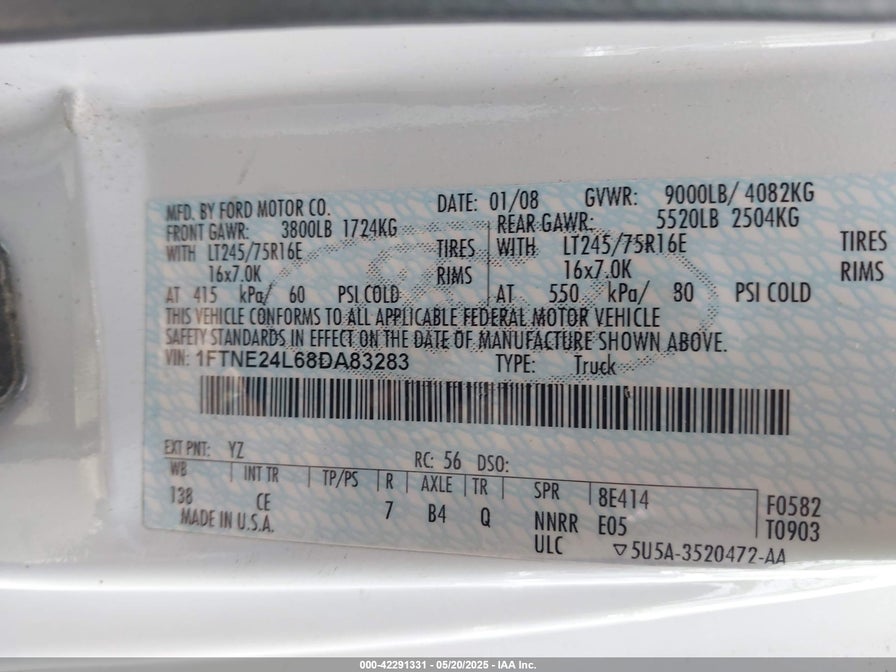 MFD. BY FORD MOTOR CO. DATE: 01/08 GVWR: 9000LB/ 4082KG
FRONT GAWR: 3800LB 1724KG REAR GAWR: 5520LB 2504KG
WITH LT245/75R16E TIRES WITH LT245/75R16E TIRES
16x7.0K RIMS 16x7.0K RIMS
AT 415 kPa/ 60 PSI COLD AT 550 kPa/ 80 PSI COLD
THIS VEHICLE CONFORMS TO ALL APPLICABLE FEDERAL MOTOR VEHICLE
SAFETY STANDARDS IN EFFECT ON THE DATE OF MANUFACTURE SHOWN ABOVE.
VIN: 1FTNE24L68DA83283 TYPE: Truck
EXT PNT: YZ RC: 56 DSO:
WB INT TR TP/PS R AXLE TR SPR 8E414 F0582
138 CE 7 B4 Q NNRR E05 T0903
MADE IN U.S.A. ULC ▽5U5A-3520472-AA
000-42291331 — 05/20/2025 — IAA Inc.